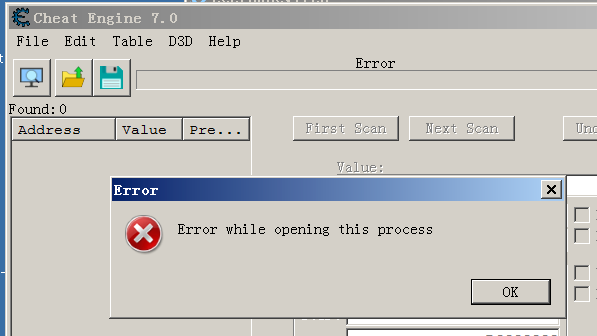 Cheat Engine 7.0
File Edit Table D3D Help
Error
Found: 0
Address Value Pre...
First Scan Next Scan
Value:
Error
Error while opening this process
OK